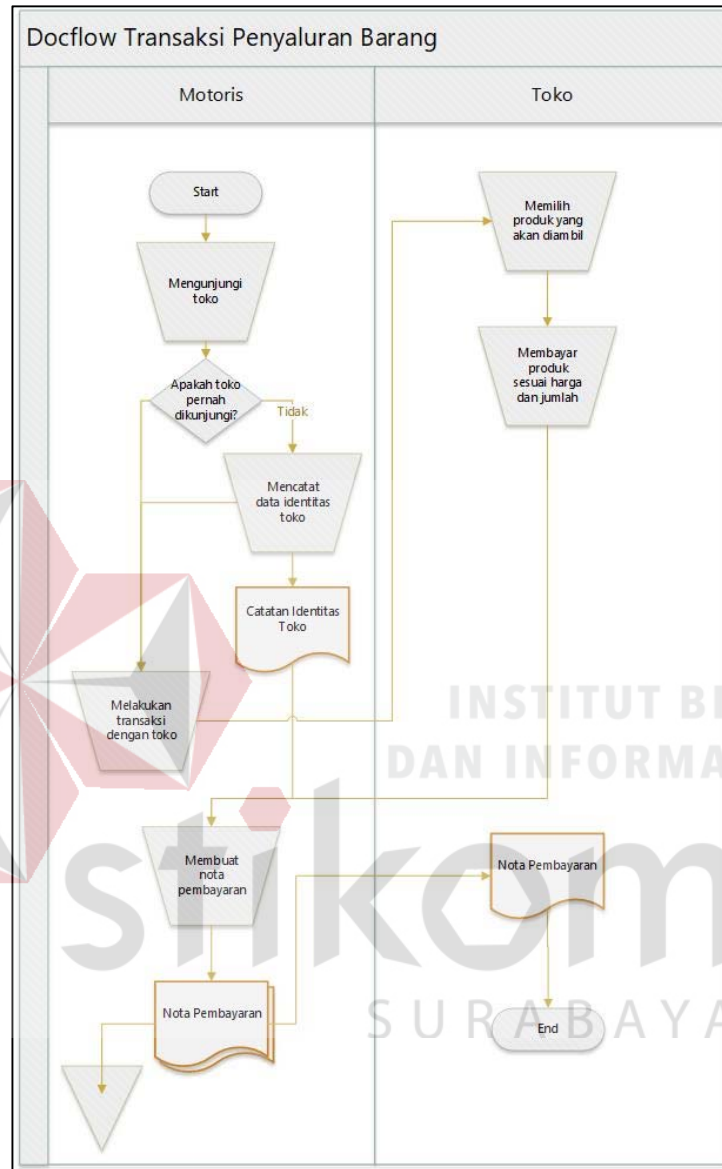 Docflow Transaksi Penyaluran Barang
Motoris
Toko
Start
Mengunjungi
toko
Apakah toko
pernah
dikunjungi?
Tidak
Mencatat
data identitas
toko
Catatan Identitas
Toko
Melakukan
transaksi
dengan toko
Memilih
produk yang
akan diambil
Membayar
produk
sesuai harga
dan jumlah
INSTITUT BI
DAN INFORMA
stikom
SURABAYA
Membuat
nota
pembayaran
Nota Pembayaran
Nota Pembayaran
End